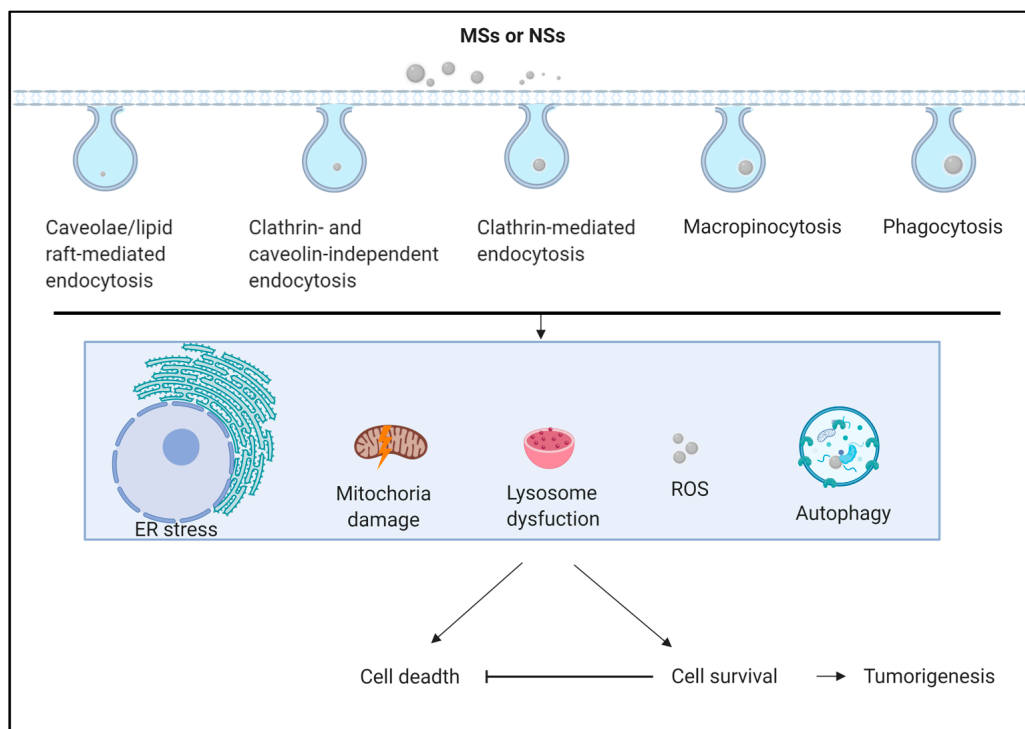 MSs or NSs
Caveolae/lipid
raft-mediated
endocytosis
Clathrin- and
caveolin-independent
endocytosis
Clathrin-mediated
endocytosis
Macropinocytosis
Phagocytosis
ER stress
Mitochoria
damage
Lysosome
dysfuction
ROS
Autophagy
Cell deadth
Cell survival
Tumorigenesis